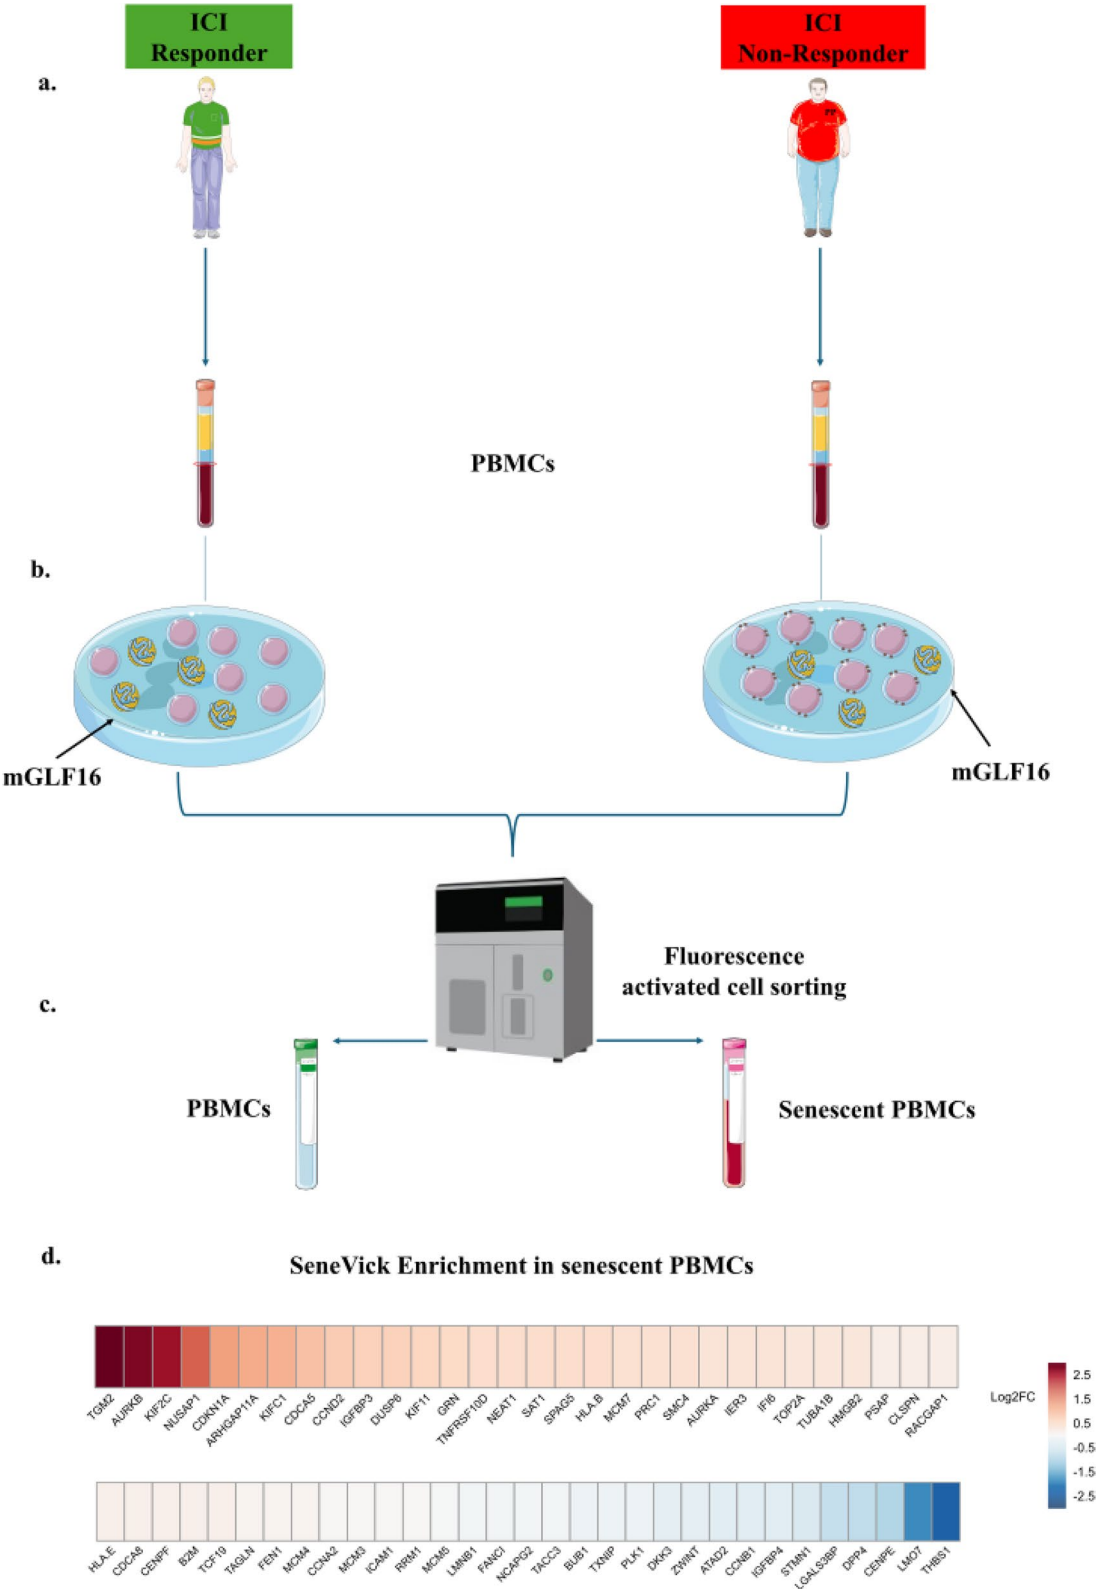 ICI
Responder
ICI
Non-Responder
a.
PBMCs
b.
mGLF16
mGLF16
Fluorescence
activated cell sorting
c.
PBMCs
Senescent PBMCs
d.
SeneVick Enrichment in senescent PBMCs
TGM2
AURKB
KIF2C
NUSAP1
CDKN1A
ARHGAP11A
KIFC1
CDCA5
CCND2
IGFBP3
DUSP6
KIF11
GRN
TNFRSF10D
NEAT1
SAT1
SPAG5
HLA.B
MCM7
PRC1
SMC4
AURKA
IER3
IFI6
TOP2A
TUBA1B
HMGB2
PSAP
CLSPN
RACGAP1
Log2FC
2.5
1.5
0.5
-0.5
-1.5
-2.5
HLA.E
CDCA8
CENPF
B2M
TCF19
TAGLN
FEN1
MCM4
CCNA2
MCM3
ICAM1
RRM1
MCM5
LMNB1
FANCI
NCAPG2
TACC3
BUB1
TXNIP
PLK1
DKK3
ZWINT
ATAD2
CCNB1
IGFBP4
STMN1
LGALS3BP
DPP4
CENPE
LMO7
THBS1